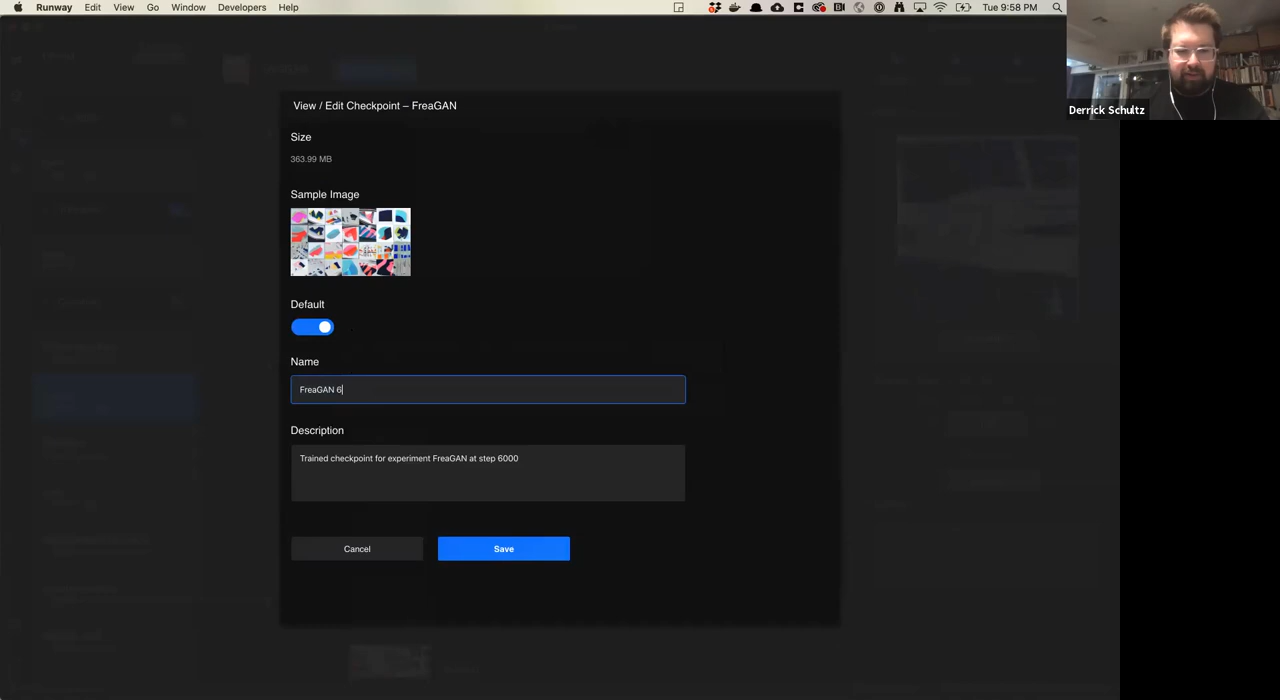 Runway Edit View Go Window Developers Help
Tue 9:58 PM
Derrick Schultz
View / Edit Checkpoint – FreaGAN
Size
363.99 MB
Sample Image
Default
Name
FreaGAN 6
Description
Trained checkpoint for experiment FreaGAN at step 6000
Cancel
Save